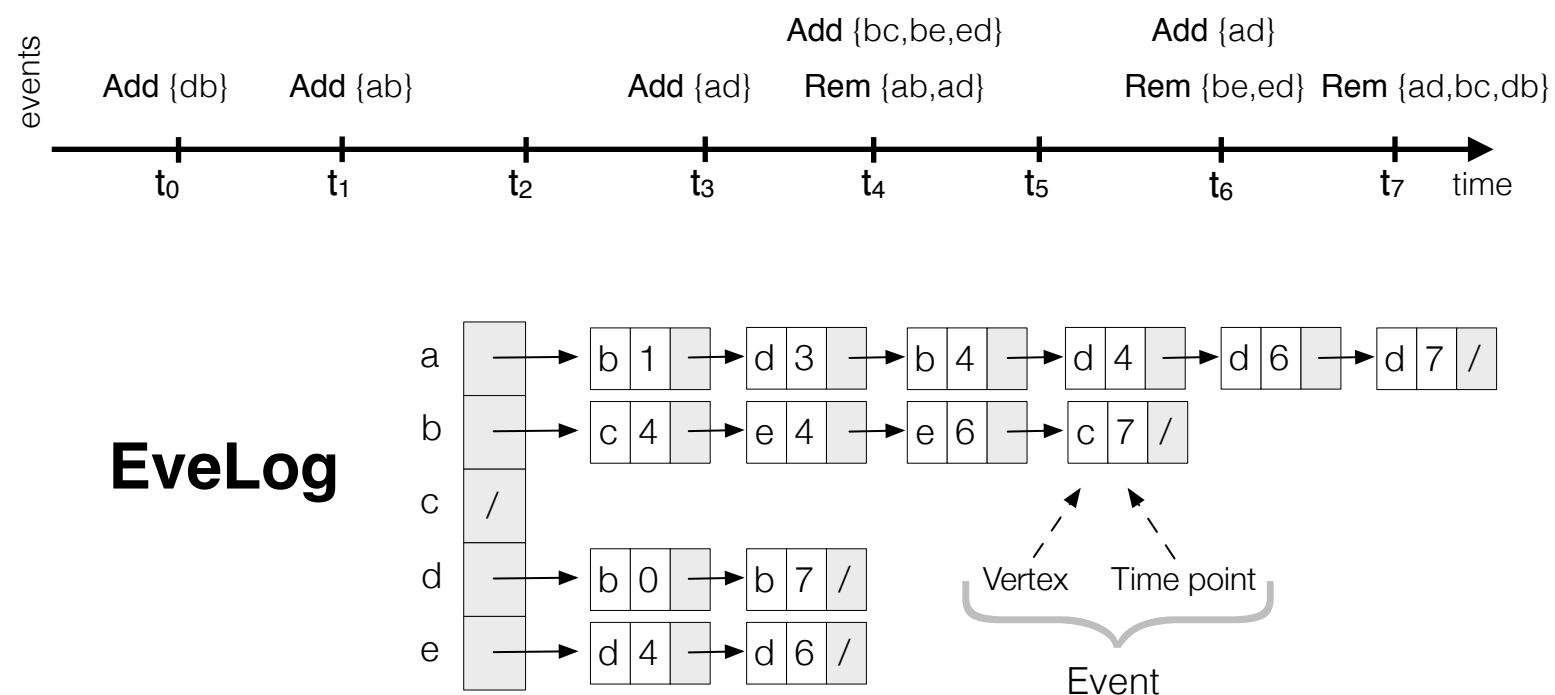 events
Add {bc,be,ed} Add {ad}
Add {db} Add {ab} Add {ad} Rem {ab,ad} Rem {be,ed} Rem {ad,bc,db}
t0 t1 t2 t3 t4 t5 t6 t7 time
EveLog
a b 1 d 3 b 4 d 4 d 6 d 7 /
b c 4 e 4 e 6 c 7 /
c /
d b 0 b 7 /
e d 4 d 6 /
Vertex Time point
Event